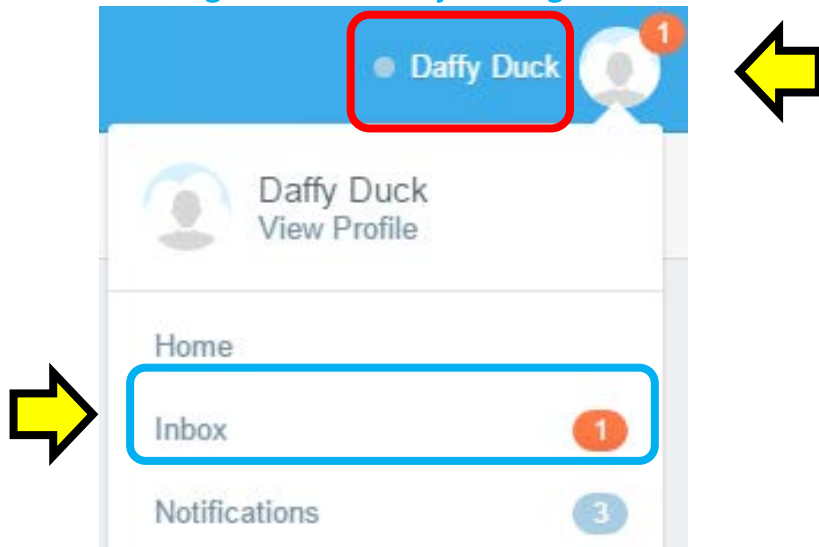 1
Daffy Duck
Daffy Duck
View Profile
Home
Inbox 1
Notifications 3